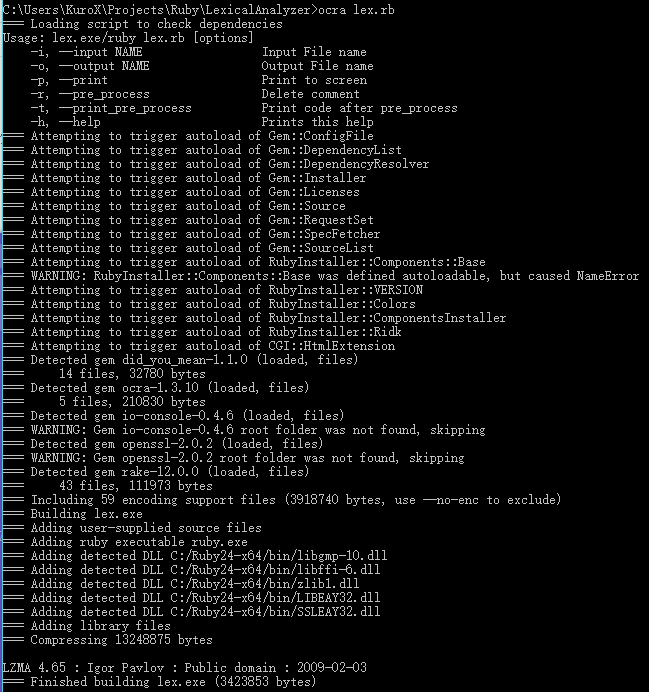 C:\Users\KuroX\Projects\Ruby\LexicalAnalyzer>ocra lex.rb
=== Loading script to check dependencies
Usage: lex.exe/ruby lex.rb [options]
    -i, --input NAME                 Input File name
    -o, --output NAME                Output File name
    -p, --print                      Print to screen
    -r, --pre_process                Delete comment
    -t, --print_pre_process          Print code after pre_process
    -h, --help                       Prints this help
=== Attempting to trigger autoload of Gem::ConfigFile
=== Attempting to trigger autoload of Gem::DependencyList
=== Attempting to trigger autoload of Gem::DependencyResolver
=== Attempting to trigger autoload of Gem::Installer
=== Attempting to trigger autoload of Gem::Licenses
=== Attempting to trigger autoload of Gem::Source
=== Attempting to trigger autoload of Gem::RequestSet
=== Attempting to trigger autoload of Gem::SpecFetcher
=== Attempting to trigger autoload of Gem::SourceList
=== Attempting to trigger autoload of RubyInstaller::Components::Base
=== WARNING: RubyInstaller::Components::Base was defined autoloadable, but caused NameError
=== Attempting to trigger autoload of RubyInstaller::VERSION
=== Attempting to trigger autoload of RubyInstaller::Colors
=== Attempting to trigger autoload of RubyInstaller::ComponentsInstaller
=== Attempting to trigger autoload of RubyInstaller::Ridk
=== Attempting to trigger autoload of CGI::HtmlExtension
=== Detected gem did_you_mean-1.1.0 (loaded, files)
===     14 files, 32780 bytes
=== Detected gem ocra-1.3.10 (loaded, files)
===     5 files, 210830 bytes
=== Detected gem io-console-0.4.6 (loaded, files)
=== WARNING: Gem io-console-0.4.6 root folder was not found, skipping
=== Detected gem openssl-2.0.2 (loaded, files)
=== WARNING: Gem openssl-2.0.2 root folder was not found, skipping
=== Detected gem rake-12.0.0 (loaded, files)
===     43 files, 111973 bytes
=== Including 59 encoding support files (3918740 bytes, use --no-enc to exclude)
=== Building lex.exe
=== Adding user-supplied source files
=== Adding ruby executable ruby.exe
=== Adding detected DLL C:/Ruby24-x64/bin/libgmp-10.dll
=== Adding detected DLL C:/Ruby24-x64/bin/libffi-6.dll
=== Adding detected DLL C:/Ruby24-x64/bin/zlib1.dll
=== Adding detected DLL C:/Ruby24-x64/bin/LIBEAY32.dll
=== Adding detected DLL C:/Ruby24-x64/bin/SSLEAY32.dll
=== Adding library files
=== Compressing 13248875 bytes
LZMA 4.65 : Igor Pavlov : Public domain : 2009-02-03
=== Finished building lex.exe (3423853 bytes)